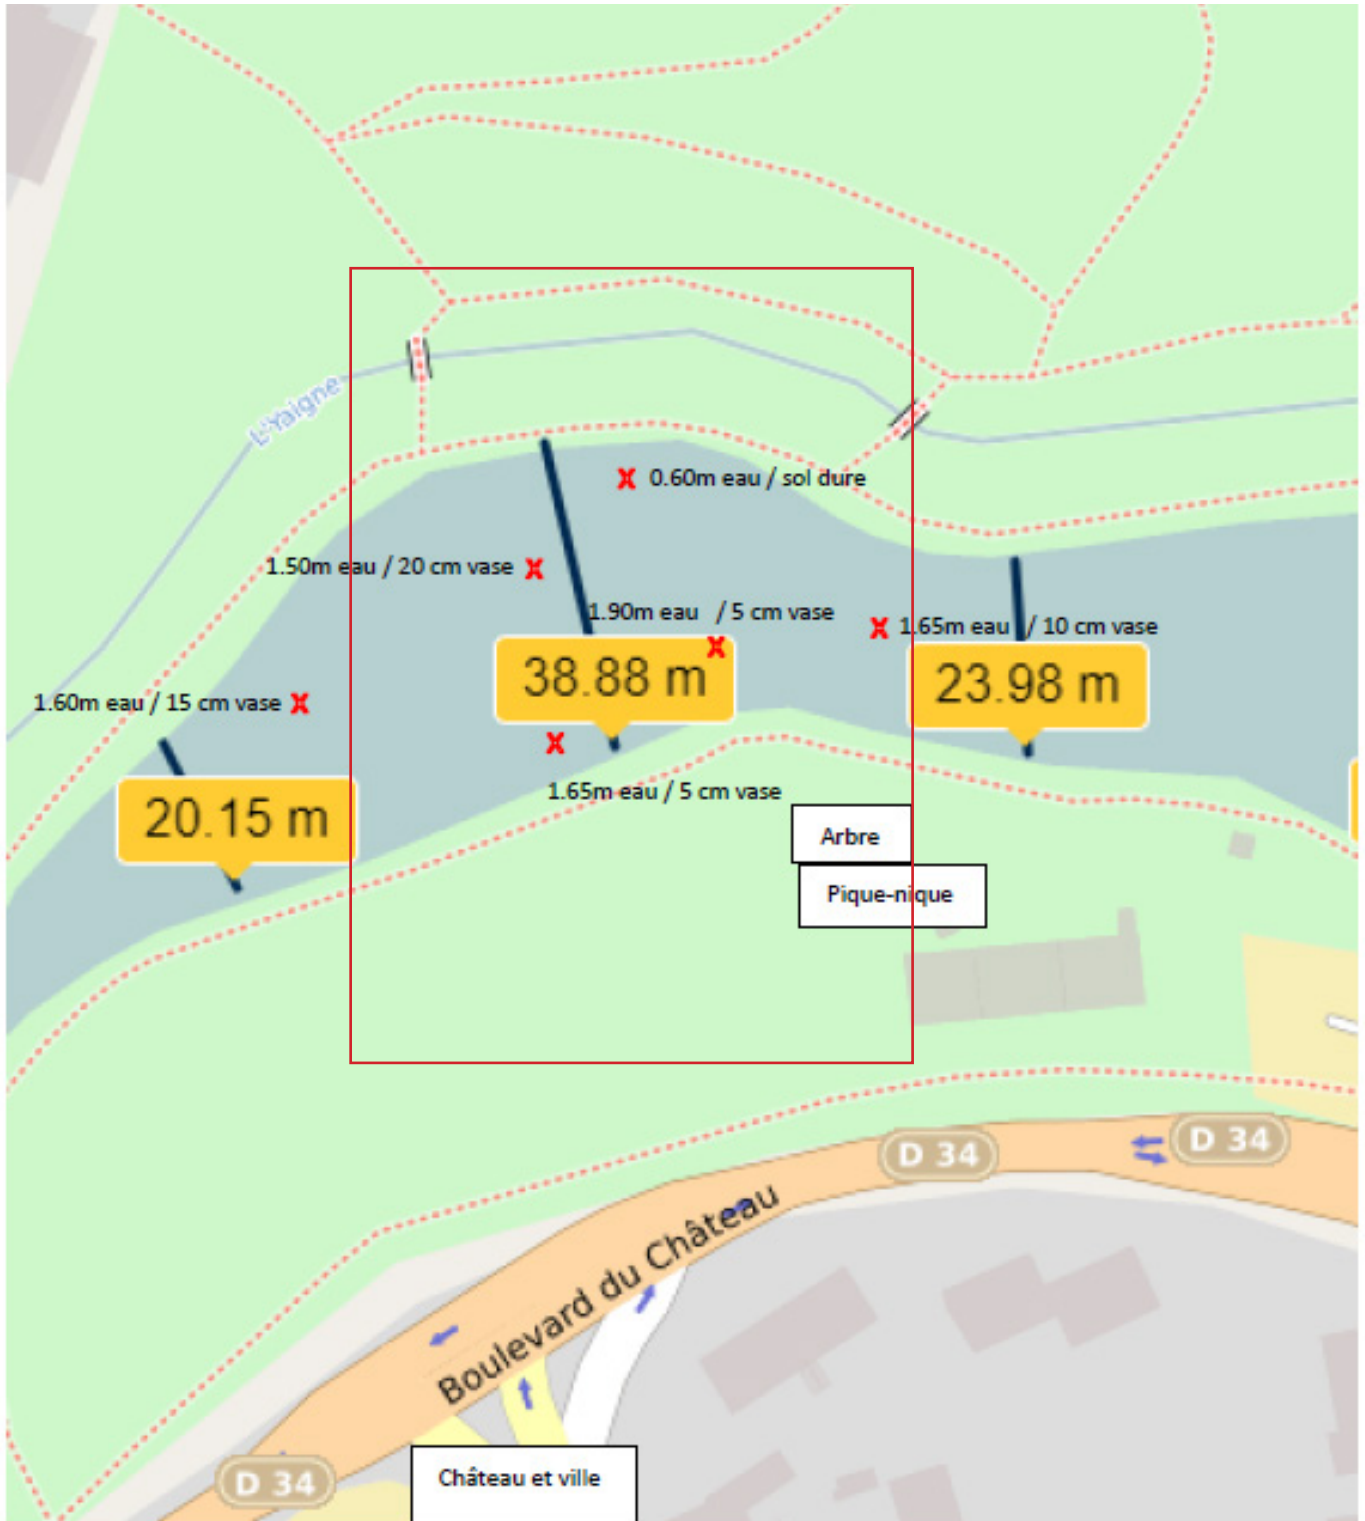 L'Yaigne
0.60m eau / sol dure
1.50m eau / 20 cm vase
1.90m eau / 5 cm vase
1.65m eau / 10 cm vase
38.88 m
23.98 m
1.60m eau / 15 cm vase
1.65m eau / 5 cm vase
20.15 m
Arbre
Pique-nique
D 34
D 34
Boulevard du Château
D 34
Château et ville